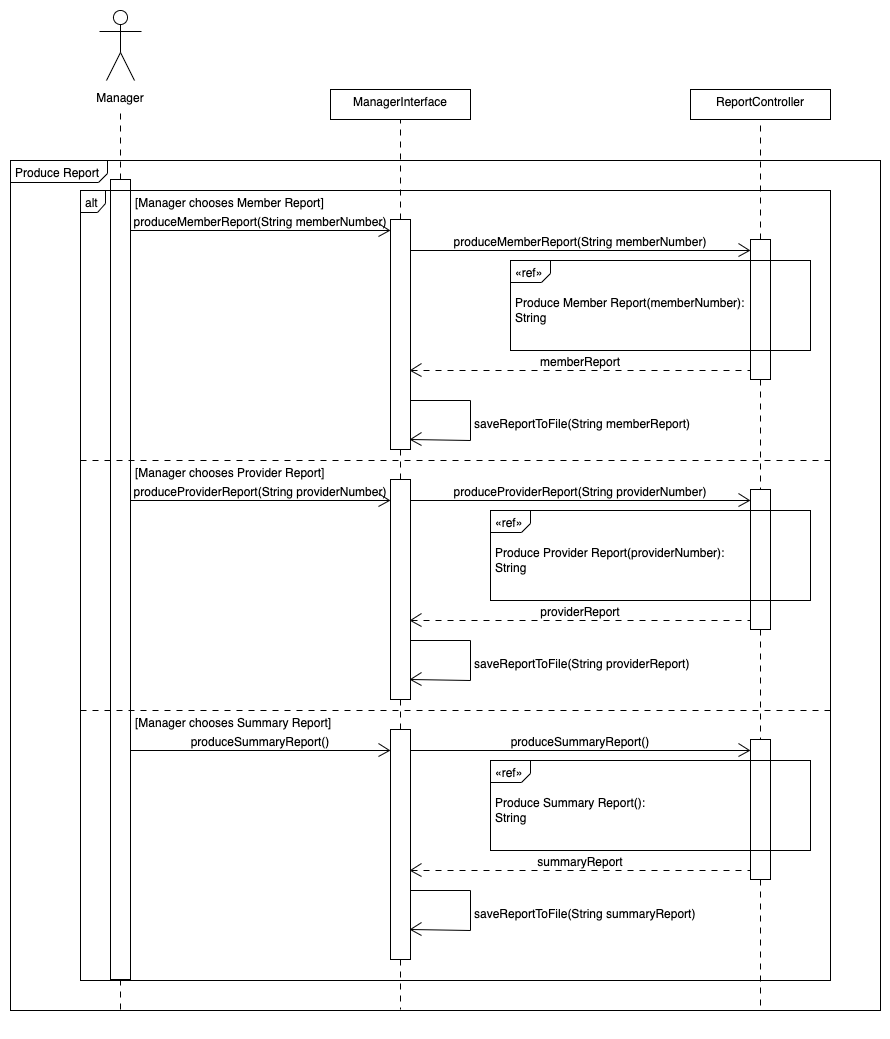 Manager
ManagerInterface
ReportController
Produce Report
alt
[Manager chooses Member Report]
produceMemberReport(String memberNumber)
produceMemberReport(String memberNumber)
«ref»
Produce Member Report(memberNumber):
String
memberReport
saveReportToFile(String memberReport)
[Manager chooses Provider Report]
produceProviderReport(String providerNumber)
produceProviderReport(String providerNumber)
«ref»
Produce Provider Report(providerNumber):
String
providerReport
saveReportToFile(String providerReport)
[Manager chooses Summary Report]
produceSummaryReport()
produceSummaryReport()
«ref»
Produce Summary Report():
String
summaryReport
saveReportToFile(String summaryReport)